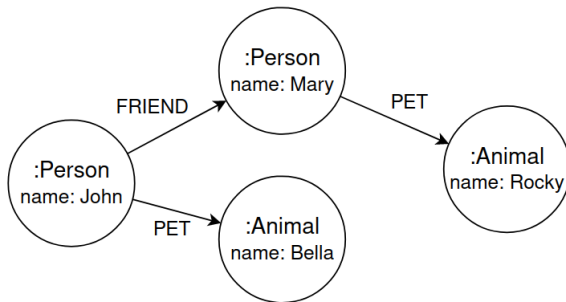 :Person
name: Mary
FRIEND
PET
:Person
name: John
:Animal
name: Rocky
PET
:Animal
name: Bella